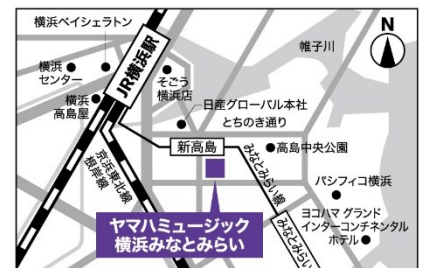 横浜ベイシェラトン
N
帷子川
JR横浜駅
横浜
センター
そごう
横浜店
横浜
高島屋
日産グローバル本社
とちのき通り
新高島
高島中央公園
京浜東北線
根岸線
みなとみらい線
パシフィコ横浜
ヤマハミュージック
横浜みなとみらい
ヨコハマ グランド
インターコンチネンタル
ホテル
みなとみらい